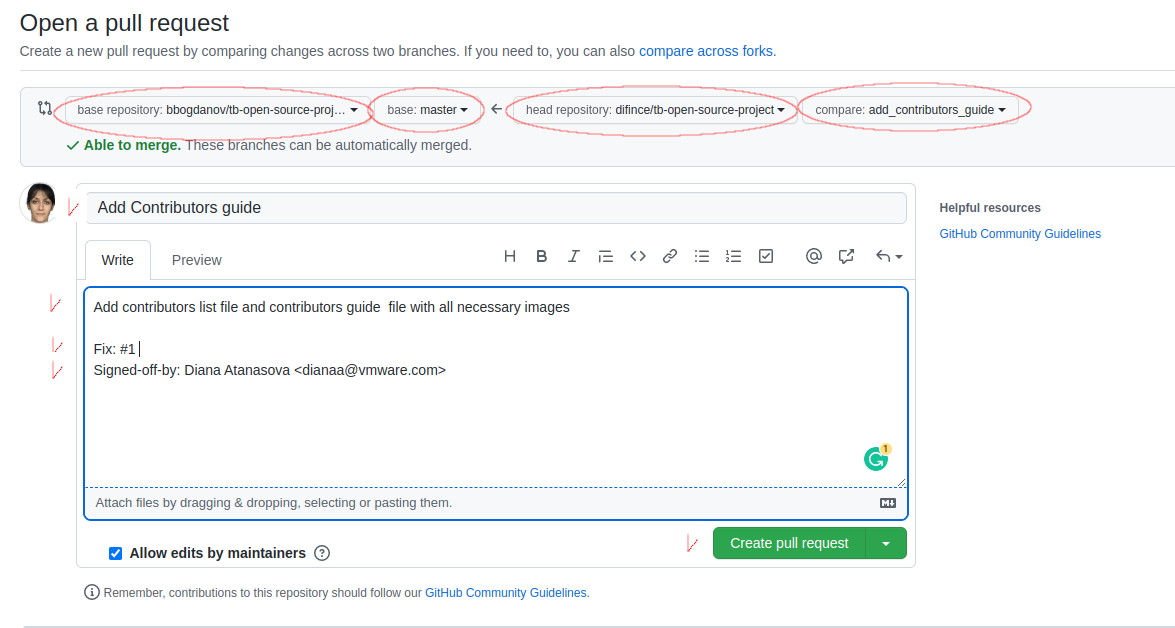 Open a pull request
Create a new pull request by comparing changes across two branches. If you need to, you can also compare across forks.
base repository: bbogdanov/tb-open-source-proj… base: master head repository: difince/tb-open-source-project compare: add_contributors_guide
Able to merge. These branches can be automatically merged.
Add Contributors guide
Helpful resources
GitHub Community Guidelines
Write Preview
Add contributors list file and contributors guide  file with all necessary images
Fix: #1
Signed-off-by: Diana Atanasova <dianaa@vmware.com>
1
Attach files by dragging & dropping, selecting or pasting them.
Allow edits by maintainers
Create pull request
Remember, contributions to this repository should follow our GitHub Community Guidelines.